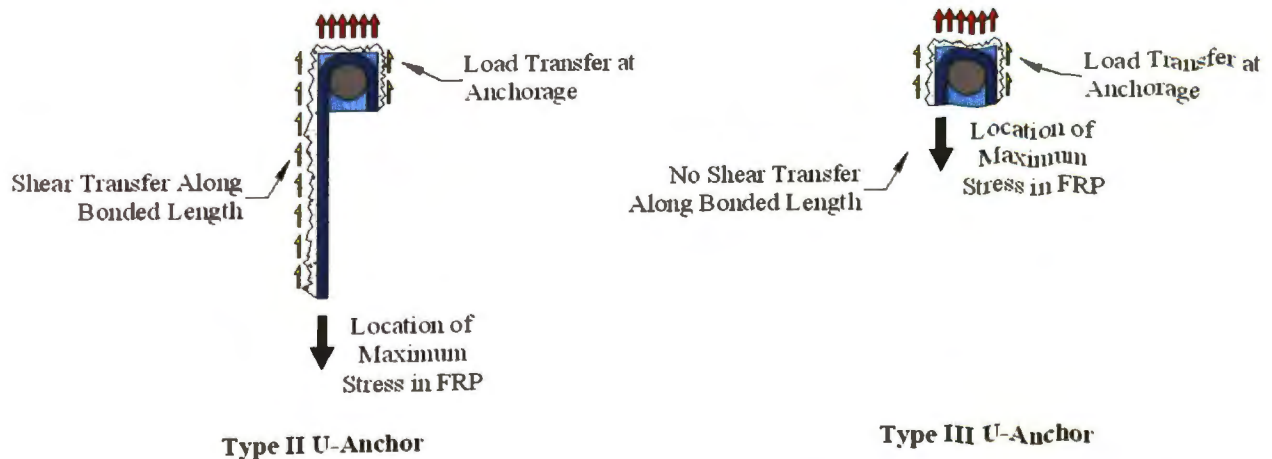 Load Transfer at
Anchorage
Shear Transfer Along
Bonded Length
Location of
Maximum
Stress in FRP
Type II U-Anchor
Load Transfer at
Anchorage
Location of
Maximum
Stress in FRP
No Shear Transfer
Along Bonded Length
Type III U-Anchor